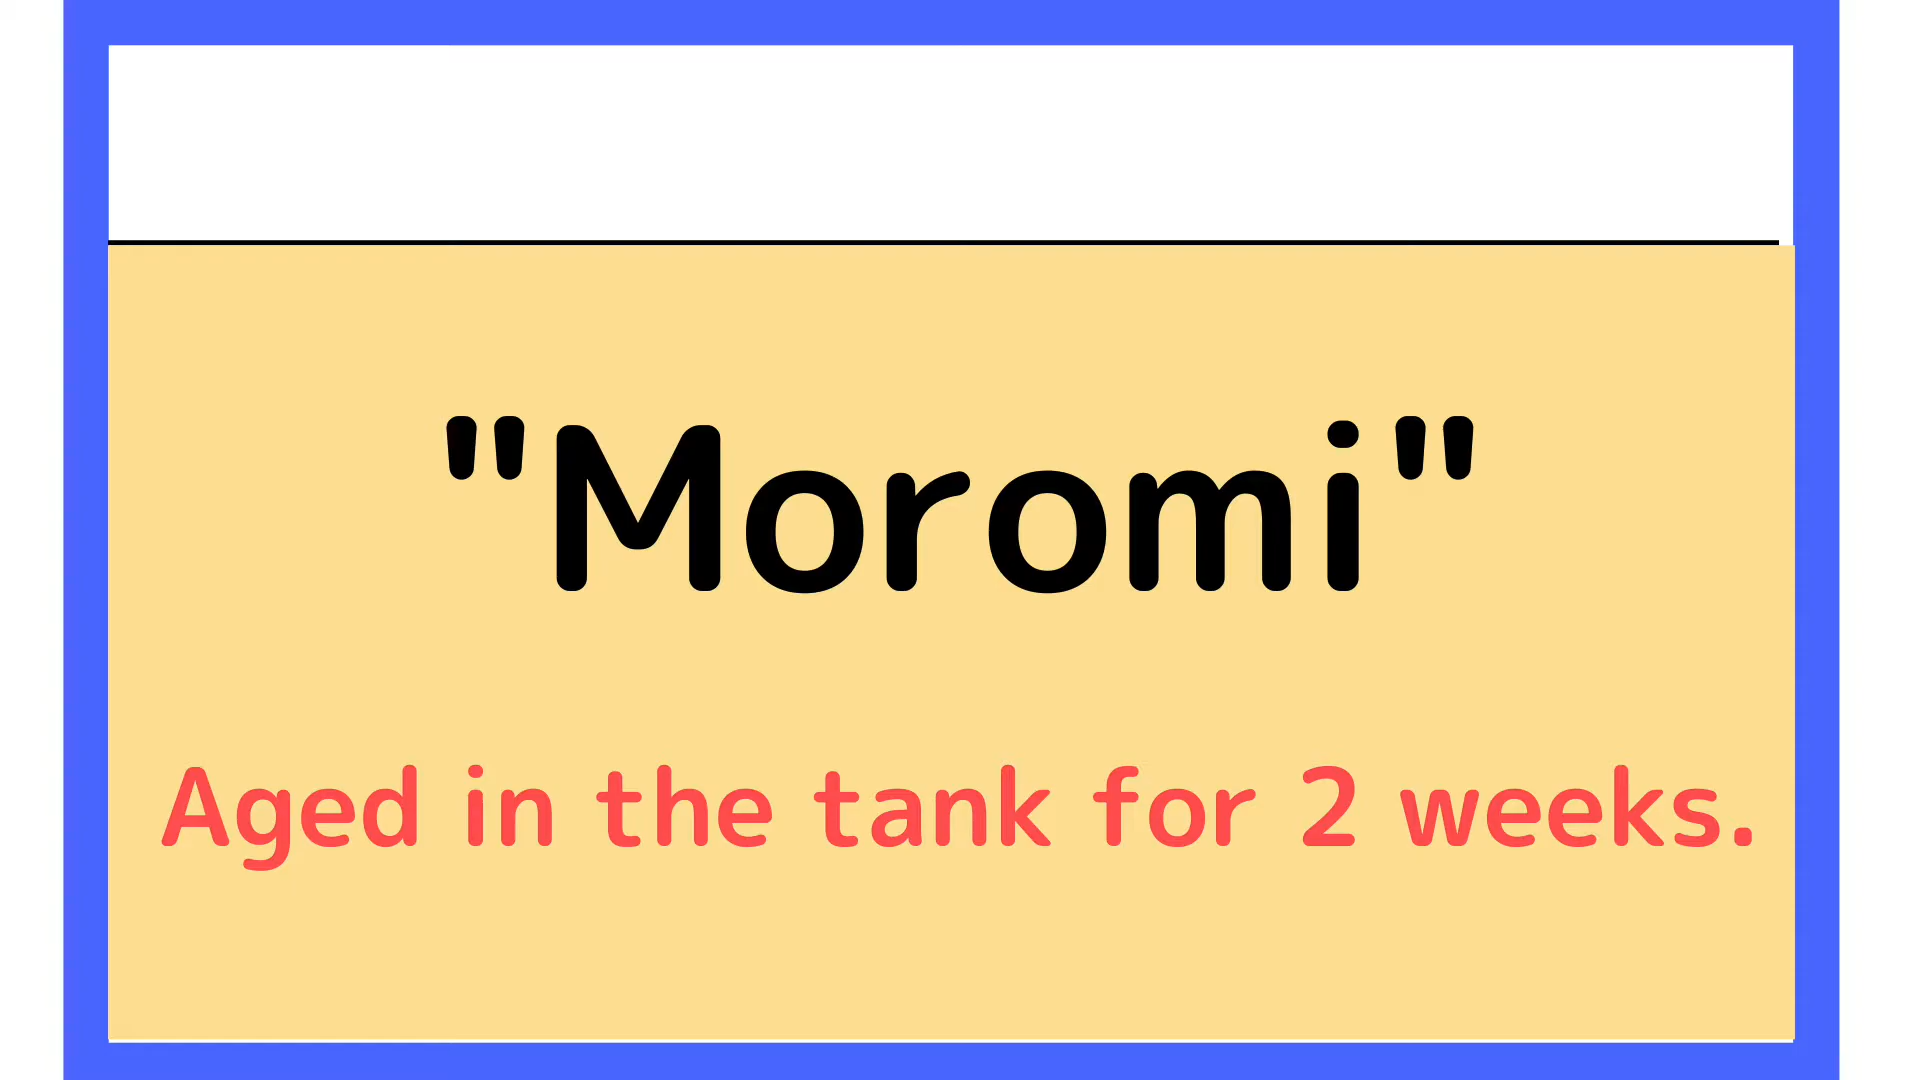 "Moromi"
Aged in the tank for 2 weeks.